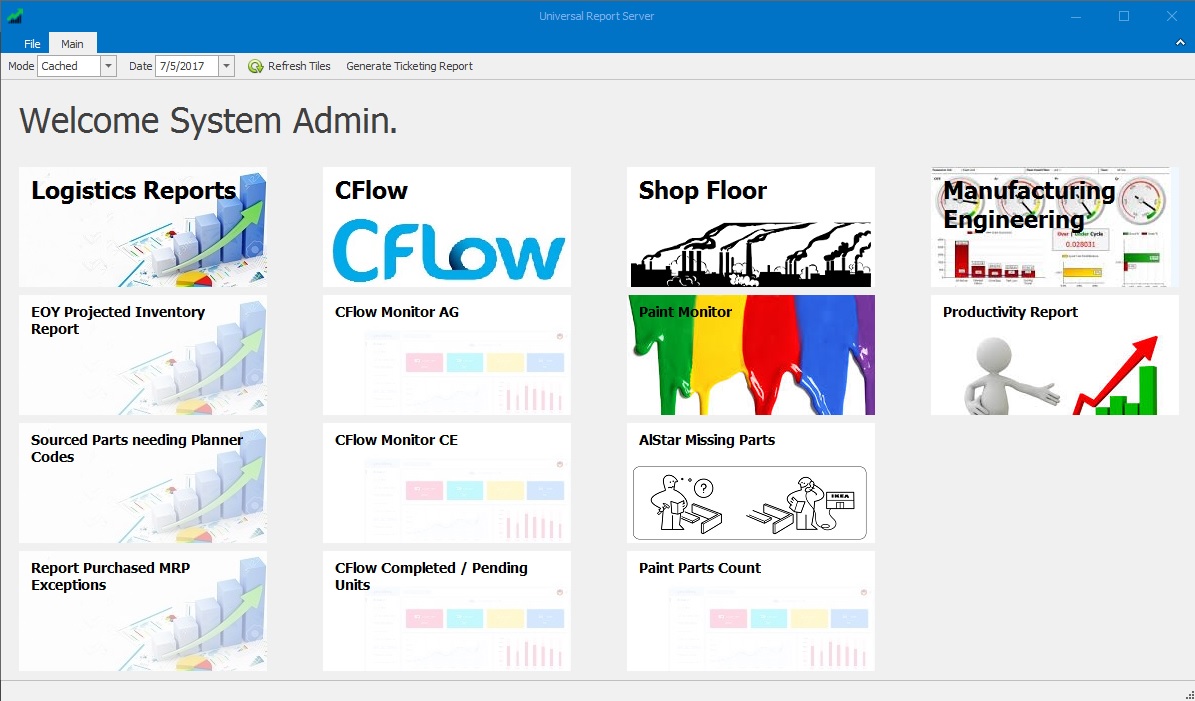 Universal Report Server
File Main
Mode Cached Date 7/5/2017 Refresh Tiles Generate Ticketing Report
Welcome System Admin.
Logistics Reports
CFlow
CFLOW
Shop Floor
Manufacturing
Engineering
Over | Under Cycle
0.028031
EOY Projected Inventory
Report
CFlow Monitor AG
Paint Monitor
Productivity Report
Sourced Parts needing Planner
Codes
CFlow Monitor CE
AlStar Missing Parts
?
IKEA
Report Purchased MRP
Exceptions
CFlow Completed / Pending
Units
Paint Parts Count